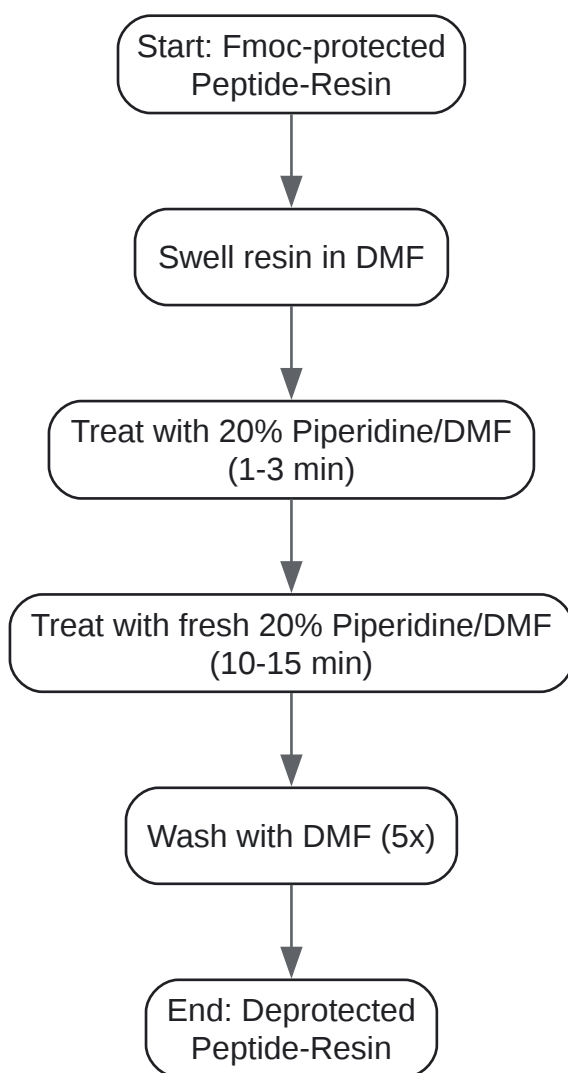 Start: Fmoc-protected
Peptide-Resin
Swell resin in DMF
Treat with 20% Piperidine/DMF
(1-3 min)
Treat with fresh 20% Piperidine/DMF
(10-15 min)
Wash with DMF (5x)
End: Deprotected
Peptide-Resin